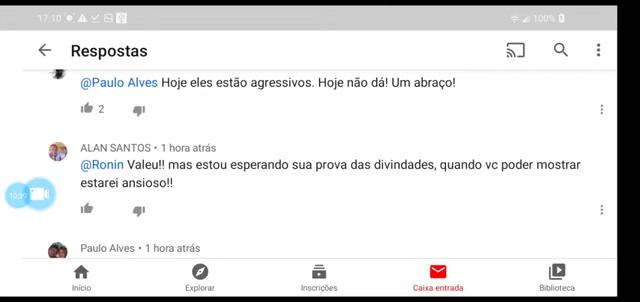 17:10 100%
Respostas
@Paulo Alves Hoje eles estão agressivos. Hoje não dá! Um abraço!
2
ALAN SANTOS • 1 hora atrás
@Ronin Valeu!! mas estou esperando sua prova das divindades, quando vc poder mostrar
estarei ansioso!!
10:39
Paulo Alves • 1 hora atrás
Início Explorar Inscrições Caixa entrada Biblioteca